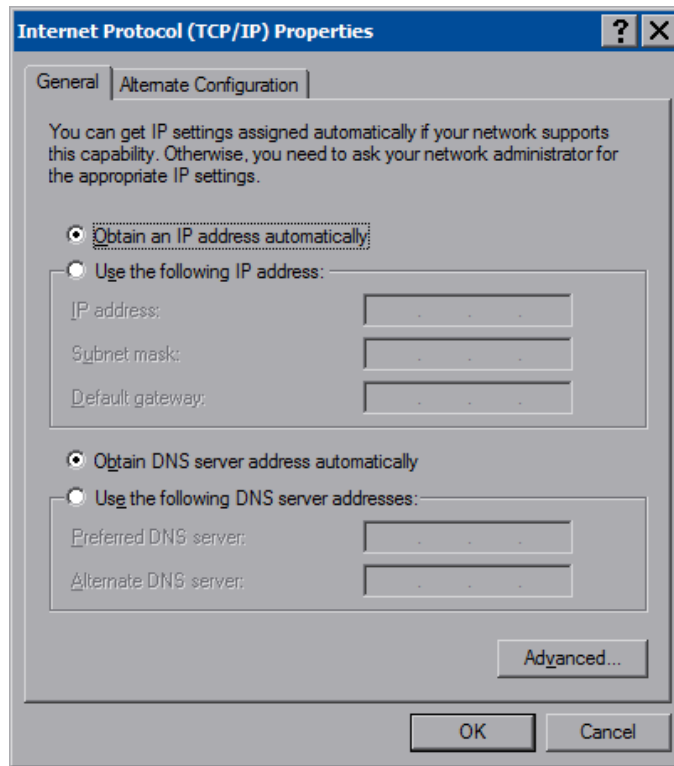 Internet Protocol (TCP/IP) Properties
General
Alternate Configuration
You can get IP settings assigned automatically if your network supports
this capability. Otherwise, you need to ask your network administrator for
the appropriate IP settings.
Obtain an IP address automatically
Use the following IP address:
IP address:
Subnet mask:
Default gateway:
Obtain DNS server address automatically
Use the following DNS server addresses:
Preferred DNS server:
Alternate DNS server:
Advanced...
OK
Cancel